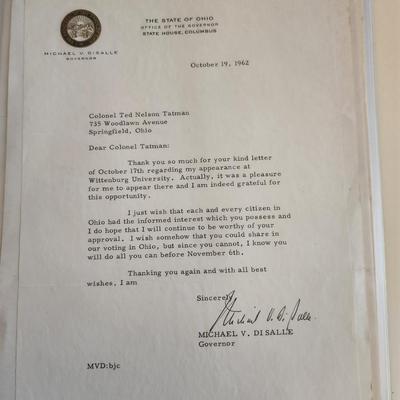 THE STATE OF OHIO
OFFICE OF THE GOVERNOR
STATE HOUSE, COLUMBUS
MICHAEL V. DISALLE
GOVERNOR
October 19, 1962
Colonel Ted Nelson Tatman
735 Woodlawn Avenue
Springfield, Ohio
Dear Colonel Tatman:
Thank you so much for your kind letter
of October 17th regarding my appearance at
Wittenburg University. Actually, it was a pleasure
for me to appear there and I am indeed grateful for
this opportunity.
I just wish that each and every citizen in
Ohio had the informed interest which you possess and
I do hope that I will continue to be worthy of your
approval. I wish somehow that you could share in
our voting in Ohio, but since you cannot, I know you
will do all you can before November 6th.
Thanking you again and with all best
wishes, I am
Sincerely,
Michael V. Di Salle
MICHAEL V. DISALLE
Governor
MVD:bjc